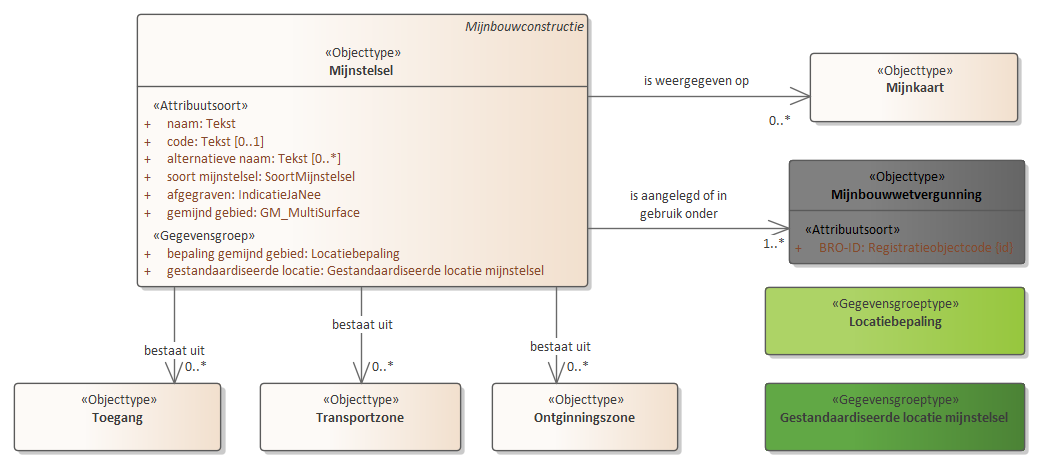 Mijnbouwconstructie
«Objecttype»
Mijnstelsel
«Attribuutsoort»
+ naam: Tekst
+ code: Tekst [0..1]
+ alternatieve naam: Tekst [0..*]
+ soort mijnstelsel: SoortMijnstelsel
+ afgegraven: IndicatieJaNee
+ gemijnd gebied: GM_MultiSurface
«Gegevensgroep»
+ bepaling gemijnd gebied: Locatiebepaling
+ gestandaardiseerde locatie: Gestandaardiseerde locatie mijnstelsel
is weergegeven op
0..*
«Objecttype»
Mijnkaart
is aangelegd of in
gebruik onder
1..*
«Objecttype»
Mijnbouwwetvergunning
«Attribuutsoort»
+ BRO-ID: Registratieobjectcode {id}
«Gegevensgroeptype»
Locatiebepaling
«Gegevensgroeptype»
Gestandaardiseerde locatie mijnstelsel
bestaat uit
0..*
bestaat uit
0..*
bestaat uit
0..*
«Objecttype»
Toegang
«Objecttype»
Transportzone
«Objecttype»
Ontginningszone